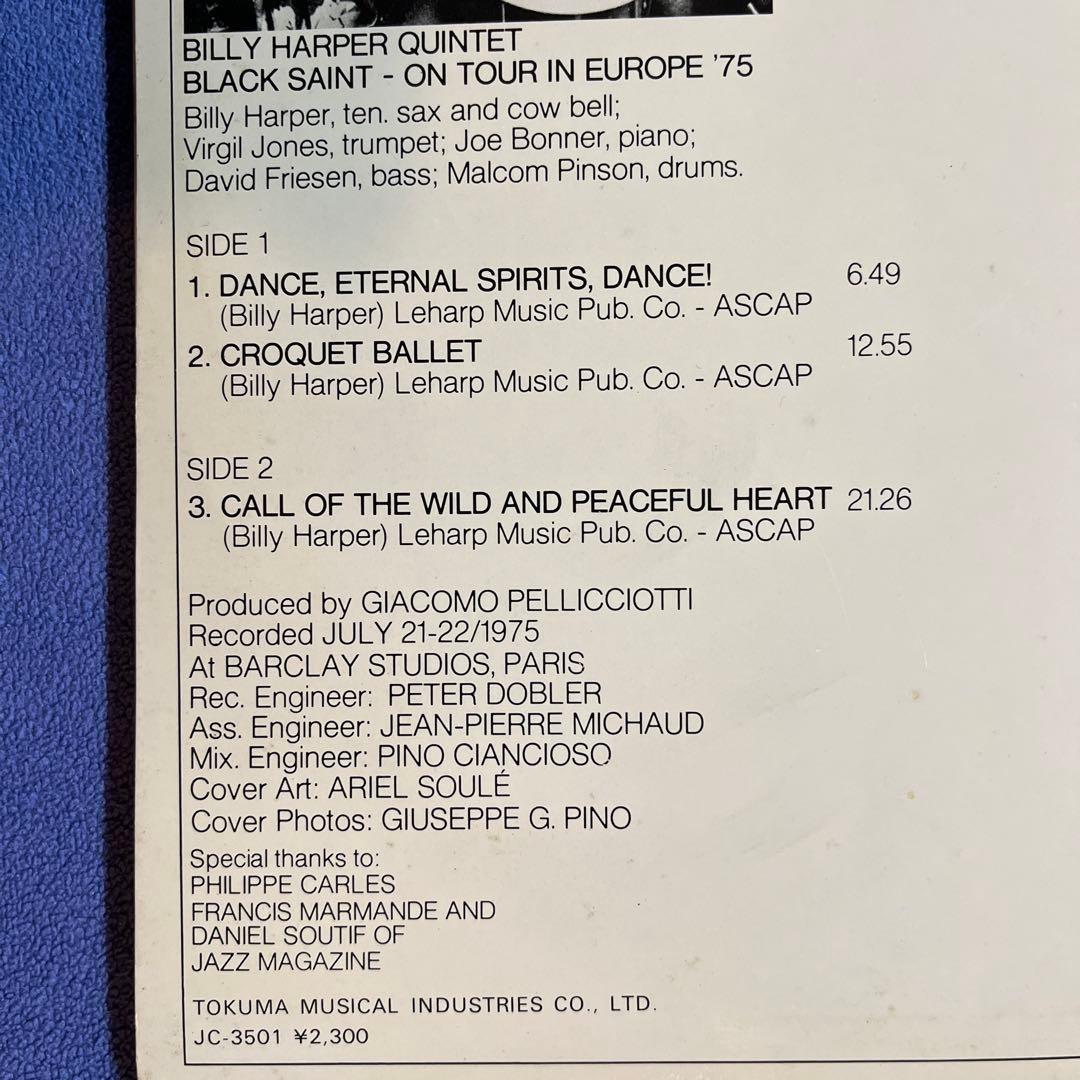 BILLY HARPER QUINTET
BLACK SAINT - ON TOUR IN EUROPE '75
Billy Harper, ten. sax and cow bell;
Virgil Jones, trumpet; Joe Bonner, piano;
David Friesen, bass; Malcom Pinson, drums.
SIDE 1
1. DANCE, ETERNAL SPIRITS, DANCE! 6.49
(Billy Harper) Leharp Music Pub. Co. - ASCAP
2. CROQUET BALLET 12.55
(Billy Harper) Leharp Music Pub. Co. - ASCAP
SIDE 2
3. CALL OF THE WILD AND PEACEFUL HEART 21.26
(Billy Harper) Leharp Music Pub. Co. - ASCAP
Produced by GIACOMO PELLICCIOTTI
Recorded JULY 21-22/1975
At BARCLAY STUDIOS, PARIS
Rec. Engineer: PETER DOBLER
Ass. Engineer: JEAN-PIERRE MICHAUD
Mix. Engineer: PINO CIANCIOSO
Cover Art: ARIEL SOULÉ
Cover Photos: GIUSEPPE G. PINO
Special thanks to:
PHILIPPE CARLES
FRANCIS MARMANDE AND
DANIEL SOUTIF OF
JAZZ MAGAZINE
TOKUMA MUSICAL INDUSTRIES CO., LTD.
JC-3501 ¥2,300